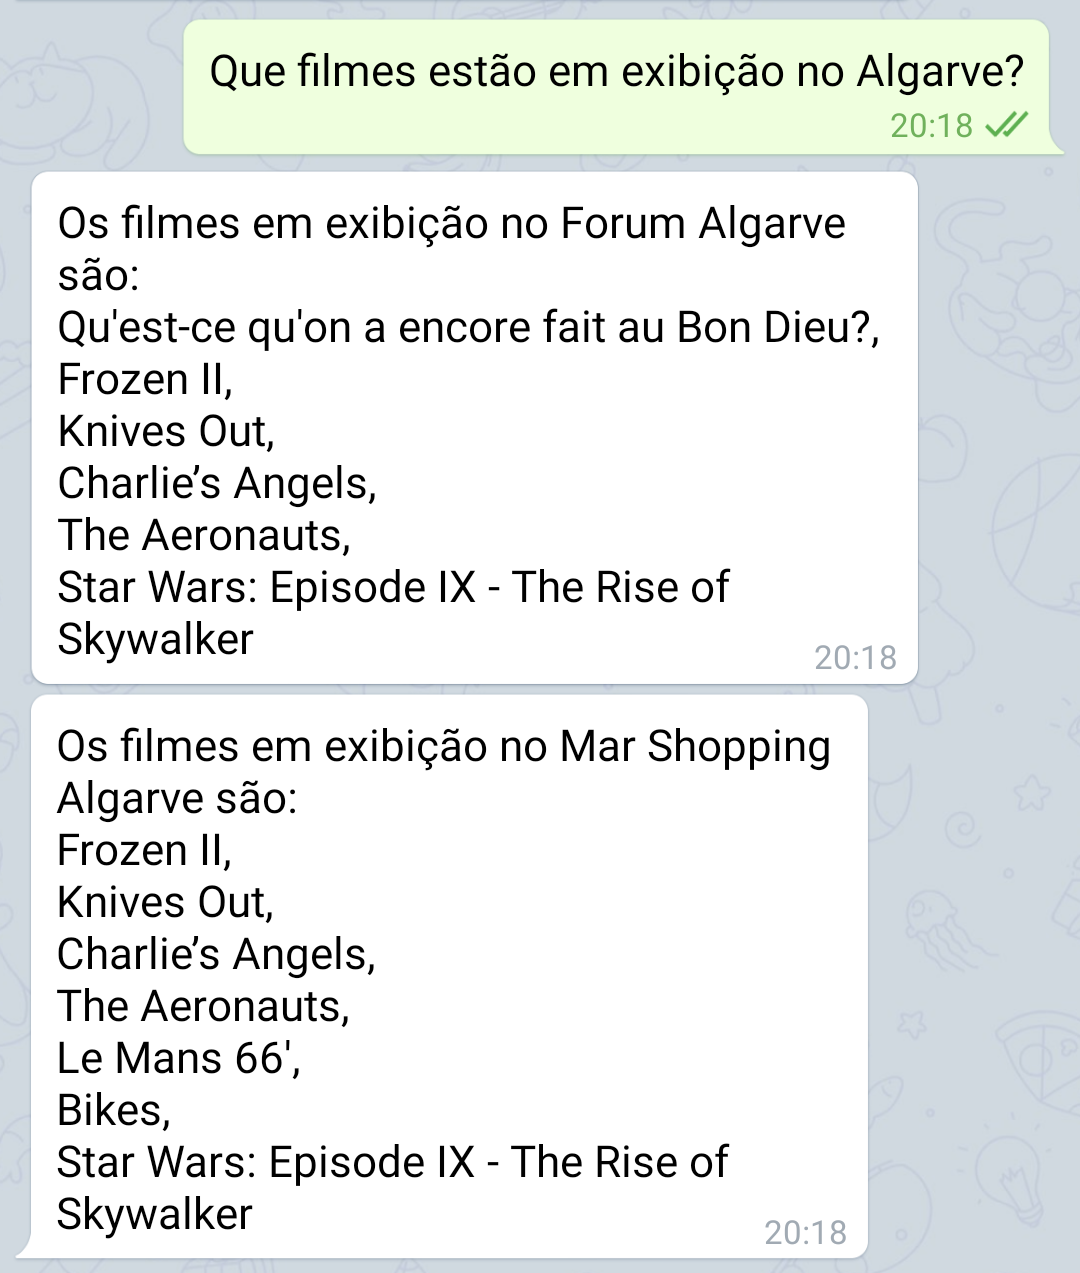 Que filmes estão em exibição no Algarve?
20:18
Os filmes em exibição no Forum Algarve
são:
Qu'est-ce qu'on a encore fait au Bon Dieu?,
Frozen II,
Knives Out,
Charlie’s Angels,
The Aeronauts,
Star Wars: Episode IX - The Rise of
Skywalker
20:18
Os filmes em exibição no Mar Shopping
Algarve são:
Frozen II,
Knives Out,
Charlie’s Angels,
The Aeronauts,
Le Mans 66',
Bikes,
Star Wars: Episode IX - The Rise of
Skywalker
20:18